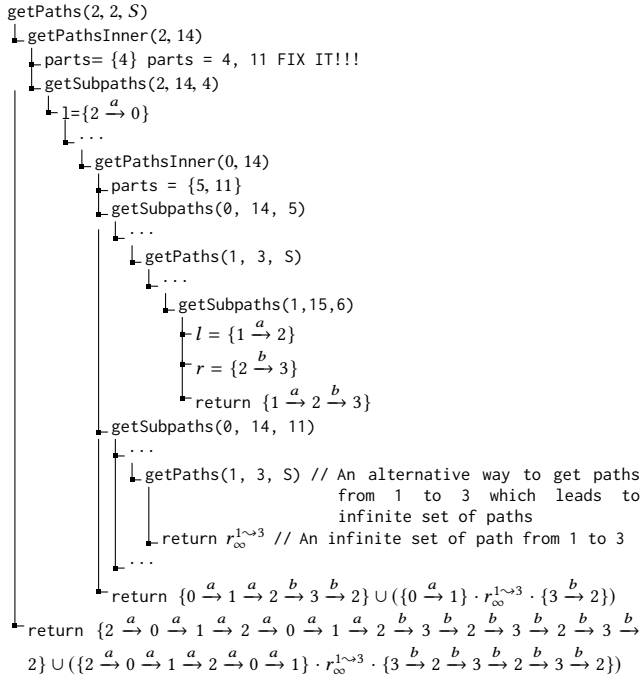 getPaths(2, 2, S)
getPathsInner(2, 14)
parts= {4} parts = 4, 11 FIX IT!!!
getSubpaths(2, 14, 4)
l={2 —a→ 0}
...
getPathsInner(0, 14)
parts = {5, 11}
getSubpaths(0, 14, 5)
...
getPaths(1, 3, S)
...
getSubpaths(1,15,6)
l = {1 —a→ 2}
r = {2 —b→ 3}
return {1 —a→ 2 —b→ 3}
getSubpaths(0, 14, 11)
...
getPaths(1, 3, S) // An alternative way to get paths
from 1 to 3 which leads to
infinite set of paths
return r∞^{1⇝3} // An infinite set of path from 1 to 3
...
return {0 —a→ 1 —a→ 2 —b→ 3 —b→ 2} ∪ ({0 —a→ 1} · r∞^{1⇝3} · {3 —b→ 2})
return {2 —a→ 0 —a→ 1 —a→ 2 —a→ 0 —a→ 1 —a→ 2 —b→ 3 —b→ 2 —b→ 3 —b→ 2 —b→ 3 —b→
2} ∪ ({2 —a→ 0 —a→ 1 —a→ 2 —a→ 0 —a→ 1} · r∞^{1⇝3} · {3 —b→ 2 —b→ 3 —b→ 2 —b→ 3 —b→ 2})